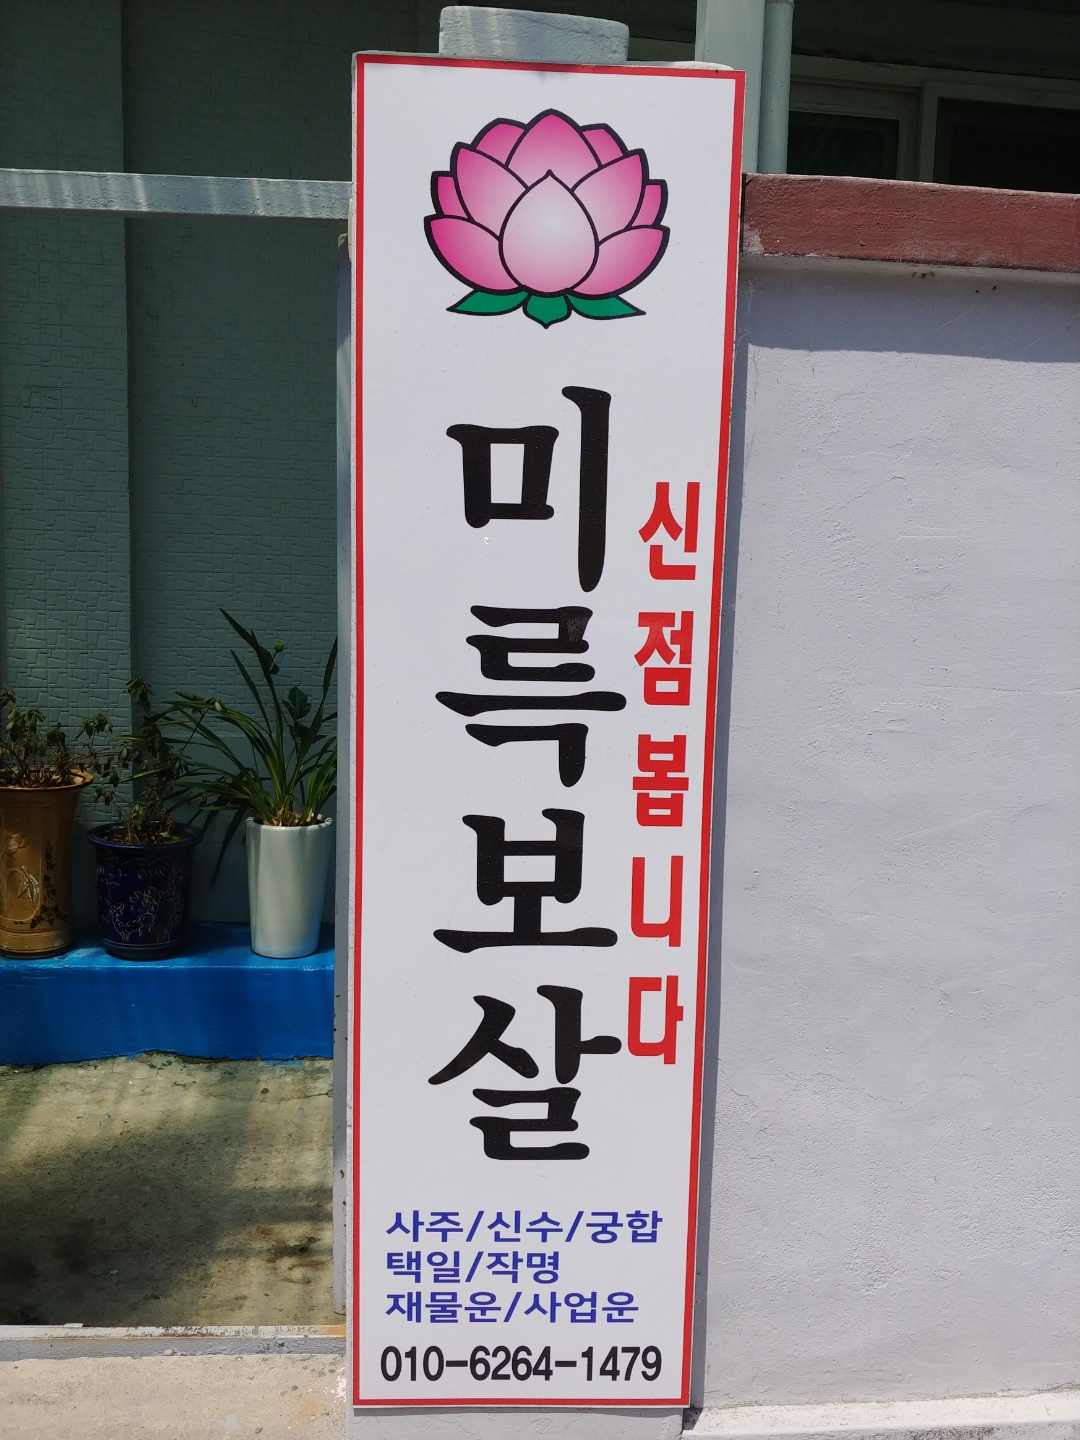 미륵보살
신점봅니다
사주/신수/궁합
택일/작명
재물운/사업운
010-6264-1479